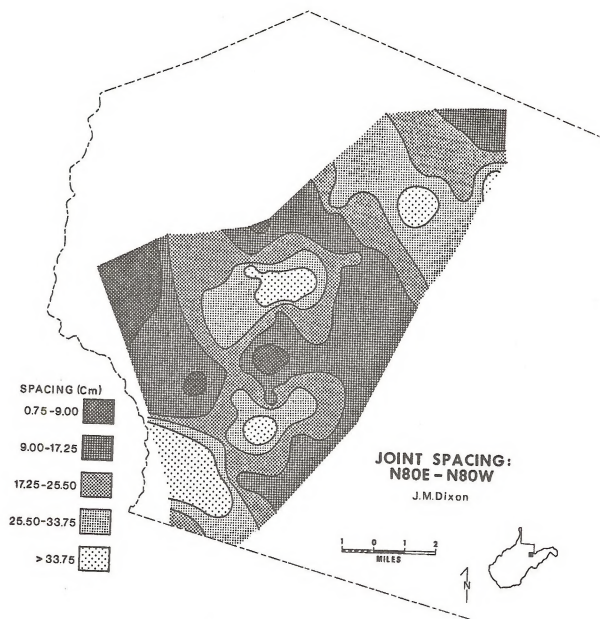 SPACING (Cm)
0.75-9.00
9.00-17.25
17.25-25.50
25.50-33.75
>33.75
JOINT SPACING:
N80E - N80W
J.M.Dixon
1 0 1 2
MILES
N